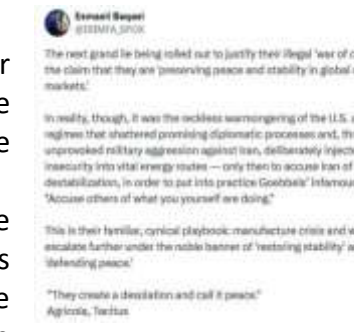 r
e
e
e
s
e
Esmaeil Baqaei
@IRIMFA_SPOX
The next grand lie being rolled out to justify their illegal 'war of
the claim that they are 'preserving peace and stability in global
markets.'
In reality, though, it was the reckless warmongering of the U.S.
regimes that shattered promising diplomatic processes and,
unprovoked military aggression against Iran, deliberately
insecurity into vital energy routes — only then to accuse Iran of
destabilization, in order to put into practice Goebbels' infamous
"Accuse others of what you yourself are doing."
This is their familiar, cynical playbook: manufacture crisis and
escalate further under the noble banner of 'restoring stability'
'defending peace.'
"They create a desolation and call it peace."
Agricola, Tacitus